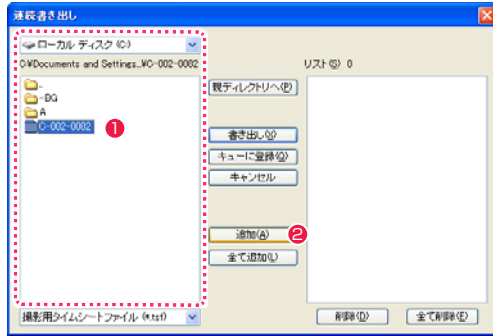 連続書き出し
ローカル ディスク (C)
C:¥Documents and Settings...¥C-002-0002
リスト(S) 0
..
-DG
A
C-002-0002
1
親ディレクトリへ(P)
書き出し(X)
キューに登録(Q)
キャンセル
追加(A)
2
全て追加(L)
撮影用タイムシートファイル (*.tsf)
削除(D)
全て削除(E)